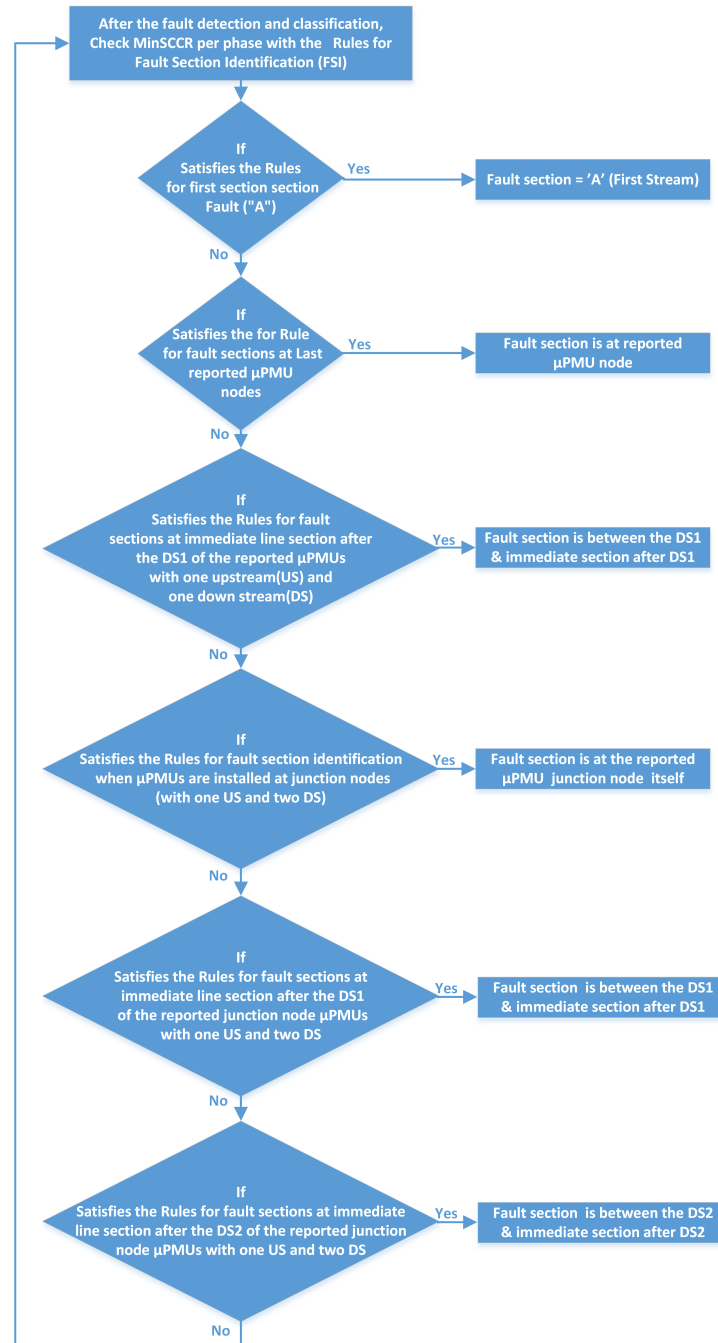 After the fault detection and classification,
Check MinSCCR per phase with the Rules for
Fault Section Identification (FSI)
If
Satisfies the Rules
for first section section
Fault ("A")
Yes
Fault section = ’A’ (First Stream)
No
If
Satisfies the for Rule
for fault sections at Last
reported µPMU
nodes
Yes
Fault section is at reported
µPMU node
No
If
Satisfies the Rules for fault
sections at immediate line section after
the DS1 of the reported µPMUs
with one upstream(US) and
one down stream(DS)
Yes
Fault section is between the DS1
& immediate section after DS1
No
If
Satisfies the Rules for fault section identification
when µPMUs are installed at junction nodes
(with one US and two DS)
Yes
Fault section is at the reported
µPMU junction node itself
No
If
Satisfies the Rules for fault sections at
immediate line section after the DS1
of the reported junction node µPMUs
with one US and two DS
Yes
Fault section is between the DS1
& immediate section after DS1
No
If
Satisfies the Rules for fault sections at immediate
line section after the DS2 of the reported junction
node µPMUs with one US and two DS
Yes
Fault section is between the DS2
& immediate section after DS2
No